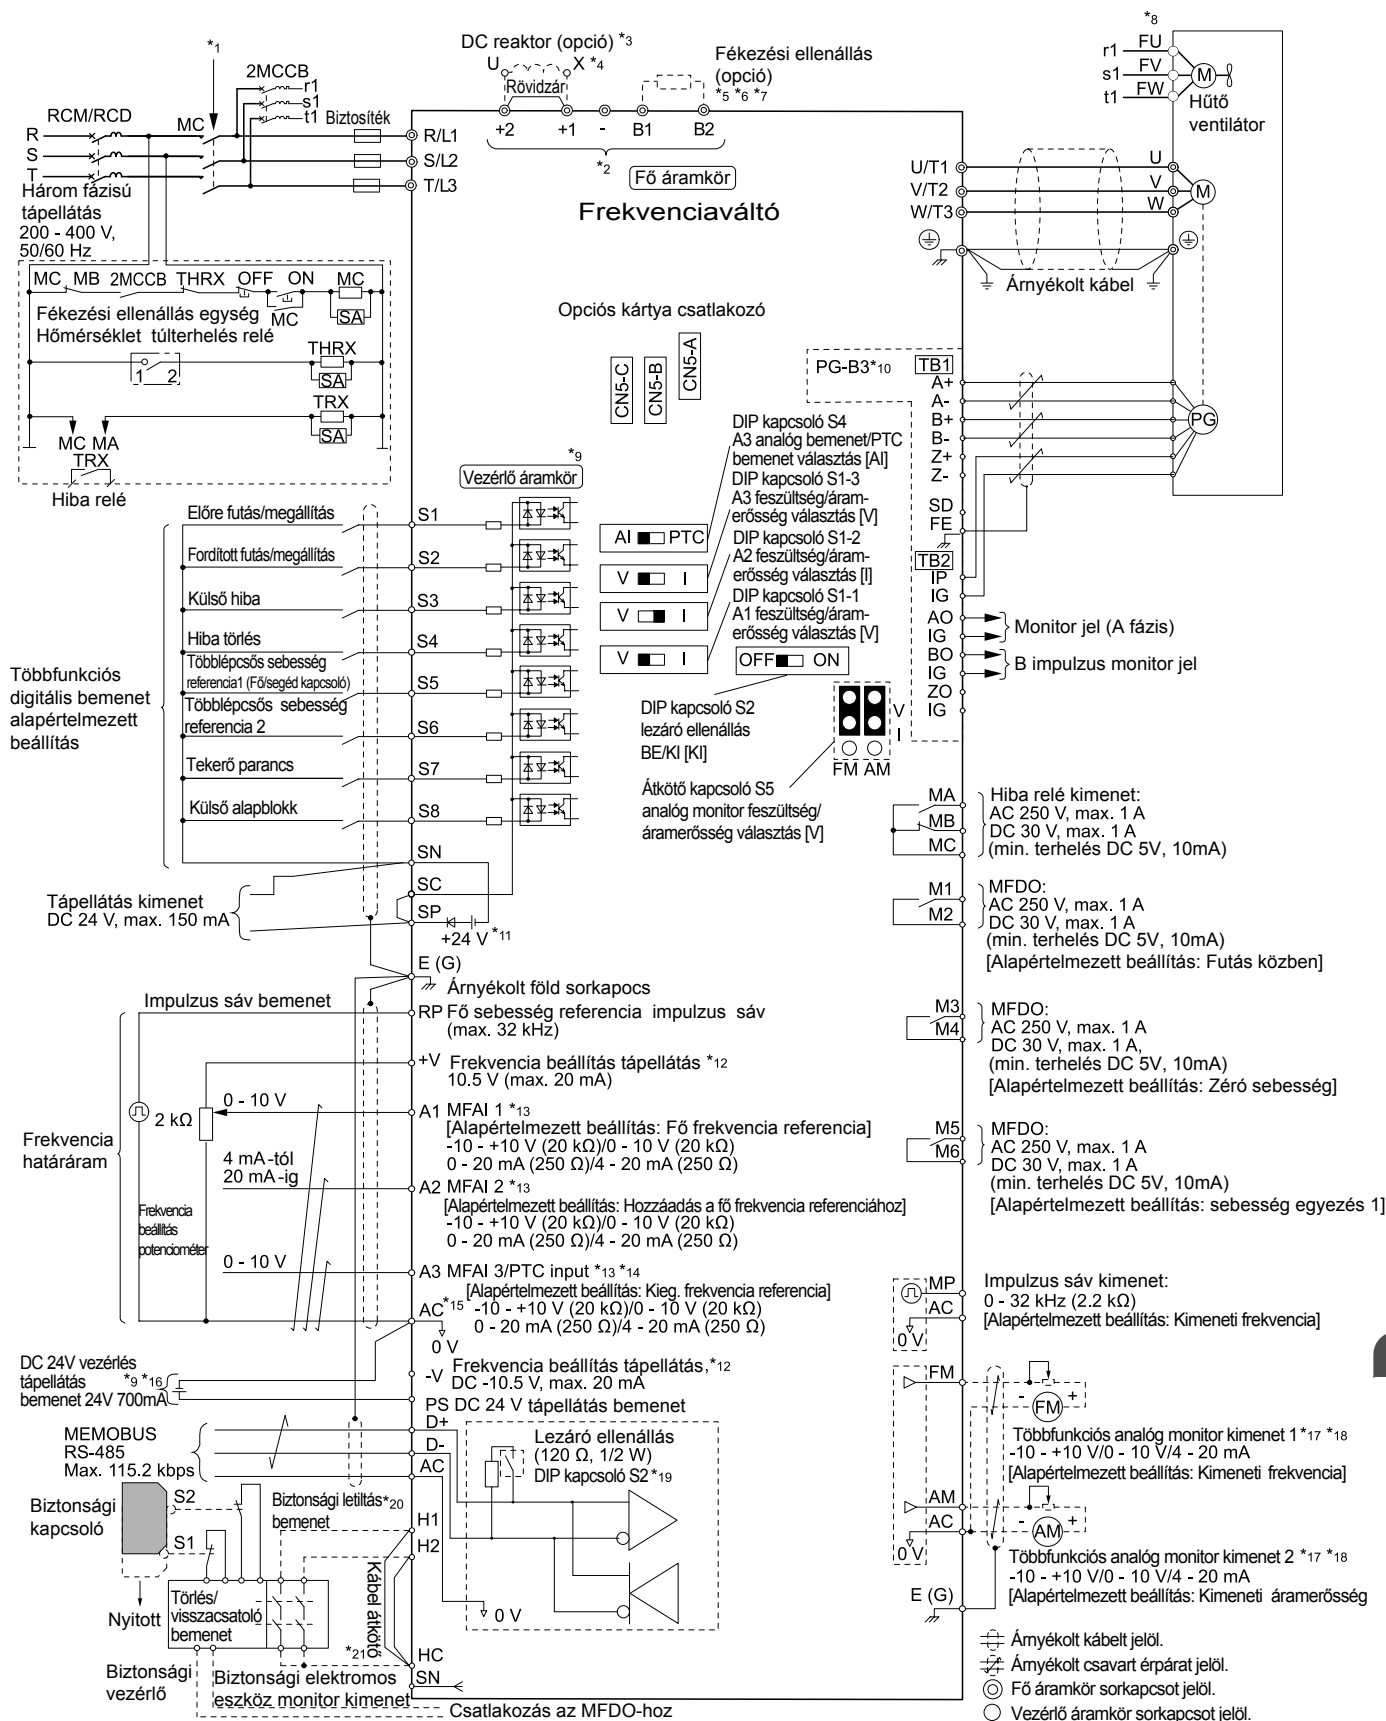 *1
RCM/RCD
R
S
T
MC
2MCCB
r1
s1
t1
Biztosíték
Három fázisú
tápellátás
200 - 400 V,
50/60 Hz
DC reaktor (opció) *3
U
X *4
Rövidzár
Fékezési ellenállás
(opció)
*5 *6 *7
R/L1
S/L2
T/L3
+2
+1
-
B1
B2
*2
Fő áramkör
Frekvenciaváltó
*8
r1
FU
s1
FV
t1
FW
M
Hűtő
ventilátor
U/T1
V/T2
W/T3
U
V
W
M
Árnyékolt kábel
MC
MB
2MCCB
THRX
OFF
ON
MC
MC
SA
Fékezési ellenállás egység
Hőmérséklet túlterhelés relé
1 2
THRX
SA
TRX
SA
MC MA
TRX
Hiba relé
Opciós kártya csatlakozó
CN5-C
CN5-B
CN5-A
PG-B3*10
TB1
A+
A-
B+
B-
Z+
Z-
SD
FE
TB2
IP
IG
AO
IG
BO
IG
ZO
IG
PG
Monitor jel (A fázis)
B impulzus monitor jel
*9
Vezérlő áramkör
DIP kapcsoló S4
A3 analóg bemenet/PTC
bemenet választás [AI]
DIP kapcsoló S1-3
A3 feszültség/áram-
erősség választás [V]
DIP kapcsoló S1-2
A2 feszültség/áram-
erősség választás [I]
DIP kapcsoló S1-1
A1 feszültség/áram-
erősség választás [V]
AI PTC
V I
V I
V I
OFF ON
DIP kapcsoló S2
lezáró ellenállás
BE/KI [KI]
Átkötő kapcsoló S5
analóg monitor feszültség/
áramerősség választás [V]
V
I
FM AM
Többfunkciós
digitális bemenet
alapértelmezett
beállítás
Előre futás/megállítás
S1
Fordított futás/megállítás
S2
Külső hiba
S3
Hiba törlés
S4
Többlépcsős sebesség
referencia1 (Fő/segéd kapcsoló)
S5
Többlépcsős sebesség
referencia 2
S6
Tekerő parancs
S7
Külső alapblokk
S8
SN
SC
SP
Tápellátás kimenet
DC 24 V, max. 150 mA
+24 V *11
E (G)
Árnyékolt föld sorkapocs
MA
MB
MC
Hiba relé kimenet:
AC 250 V, max. 1 A
DC 30 V, max. 1 A
(min. terhelés DC 5V, 10mA)
M1
M2
MFDO:
AC 250 V, max. 1 A
DC 30 V, max. 1 A
(min. terhelés DC 5V, 10mA)
[Alapértelmezett beállítás: Futás közben]
M3
M4
MFDO:
AC 250 V, max. 1 A
DC 30 V, max. 1 A,
(min. terhelés DC 5V, 10mA)
[Alapértelmezett beállítás: Zéró sebesség]
M5
M6
MFDO:
AC 250 V, max. 1 A
DC 30 V, max. 1 A
(min. terhelés DC 5V, 10mA)
[Alapértelmezett beállítás: sebesség egyezés 1]
Impulzus sáv bemenet
RP Fő sebesség referencia impulzus sáv
(max. 32 kHz)
+V Frekvencia beállítás tápellátás *12
10.5 V (max. 20 mA)
Frekvencia
határáram
2 kΩ
0 - 10 V
A1 MFAI 1 *13
[Alapértelmezett beállítás: Fő frekvencia referencia]
-10 - +10 V (20 kΩ)/0 - 10 V (20 kΩ)
0 - 20 mA (250 Ω)/4 - 20 mA (250 Ω)
4 mA-tól
20 mA-ig
A2 MFAI 2 *13
[Alapértelmezett beállítás: Hozzáadás a fő frekvencia referenciához]
-10 - +10 V (20 kΩ)/0 - 10 V (20 kΩ)
0 - 20 mA (250 Ω)/4 - 20 mA (250 Ω)
Frekvencia
beállítás
potenciométer
0 - 10 V
A3 MFAI 3/PTC input *13 *14
[Alapértelmezett beállítás: Kieg. frekvencia referencia]
AC*15 -10 - +10 V (20 kΩ)/0 - 10 V (20 kΩ)
0 - 20 mA (250 Ω)/4 - 20 mA (250 Ω)
0 V
-V Frekvencia beállítás tápellátás,*12
DC -10.5 V, max. 20 mA
DC 24V vezérlés
tápellátás *9 *16
bemenet 24V 700mA
PS DC 24 V tápellátás bemenet
MP
AC
0 V
Impulzus sáv kimenet:
0 - 32 kHz (2.2 kΩ)
[Alapértelmezett beállítás: Kimeneti frekvencia]
FM
- +
FM
Többfunkciós analóg monitor kimenet 1 *17 *18
-10 - +10 V/0 - 10 V/4 - 20 mA
[Alapértelmezett beállítás: Kimeneti frekvencia]
AM
AC
0 V
- +
AM
Többfunkciós analóg monitor kimenet 2 *17 *18
-10 - +10 V/0 - 10 V/4 - 20 mA
[Alapértelmezett beállítás: Kimeneti áramerősség
E (G)
MEMOBUS
RS-485
Max. 115.2 kbps
D+
D-
AC
Lezáró ellenállás
(120 Ω, 1/2 W)
DIP kapcsoló S2 *19
0 V
Biztonsági
kapcsoló
S2
S1
Nyitott
Biztonsági letiltás*20
bemenet
H1
H2
Kábel átkötő
*21
HC
SN
Törlés/
visszacsatoló
bemenet
Biztonsági
vezérlő
Biztonsági elektromos
eszköz monitor kimenet
Csatlakozás az MFDO-hoz
Árnyékolt kábelt jelöl.
Árnyékolt csavart érpárat jelöl.
Fő áramkör sorkapcsot jelöl.
Vezérlő áramkör sorkapcsot jelöl.